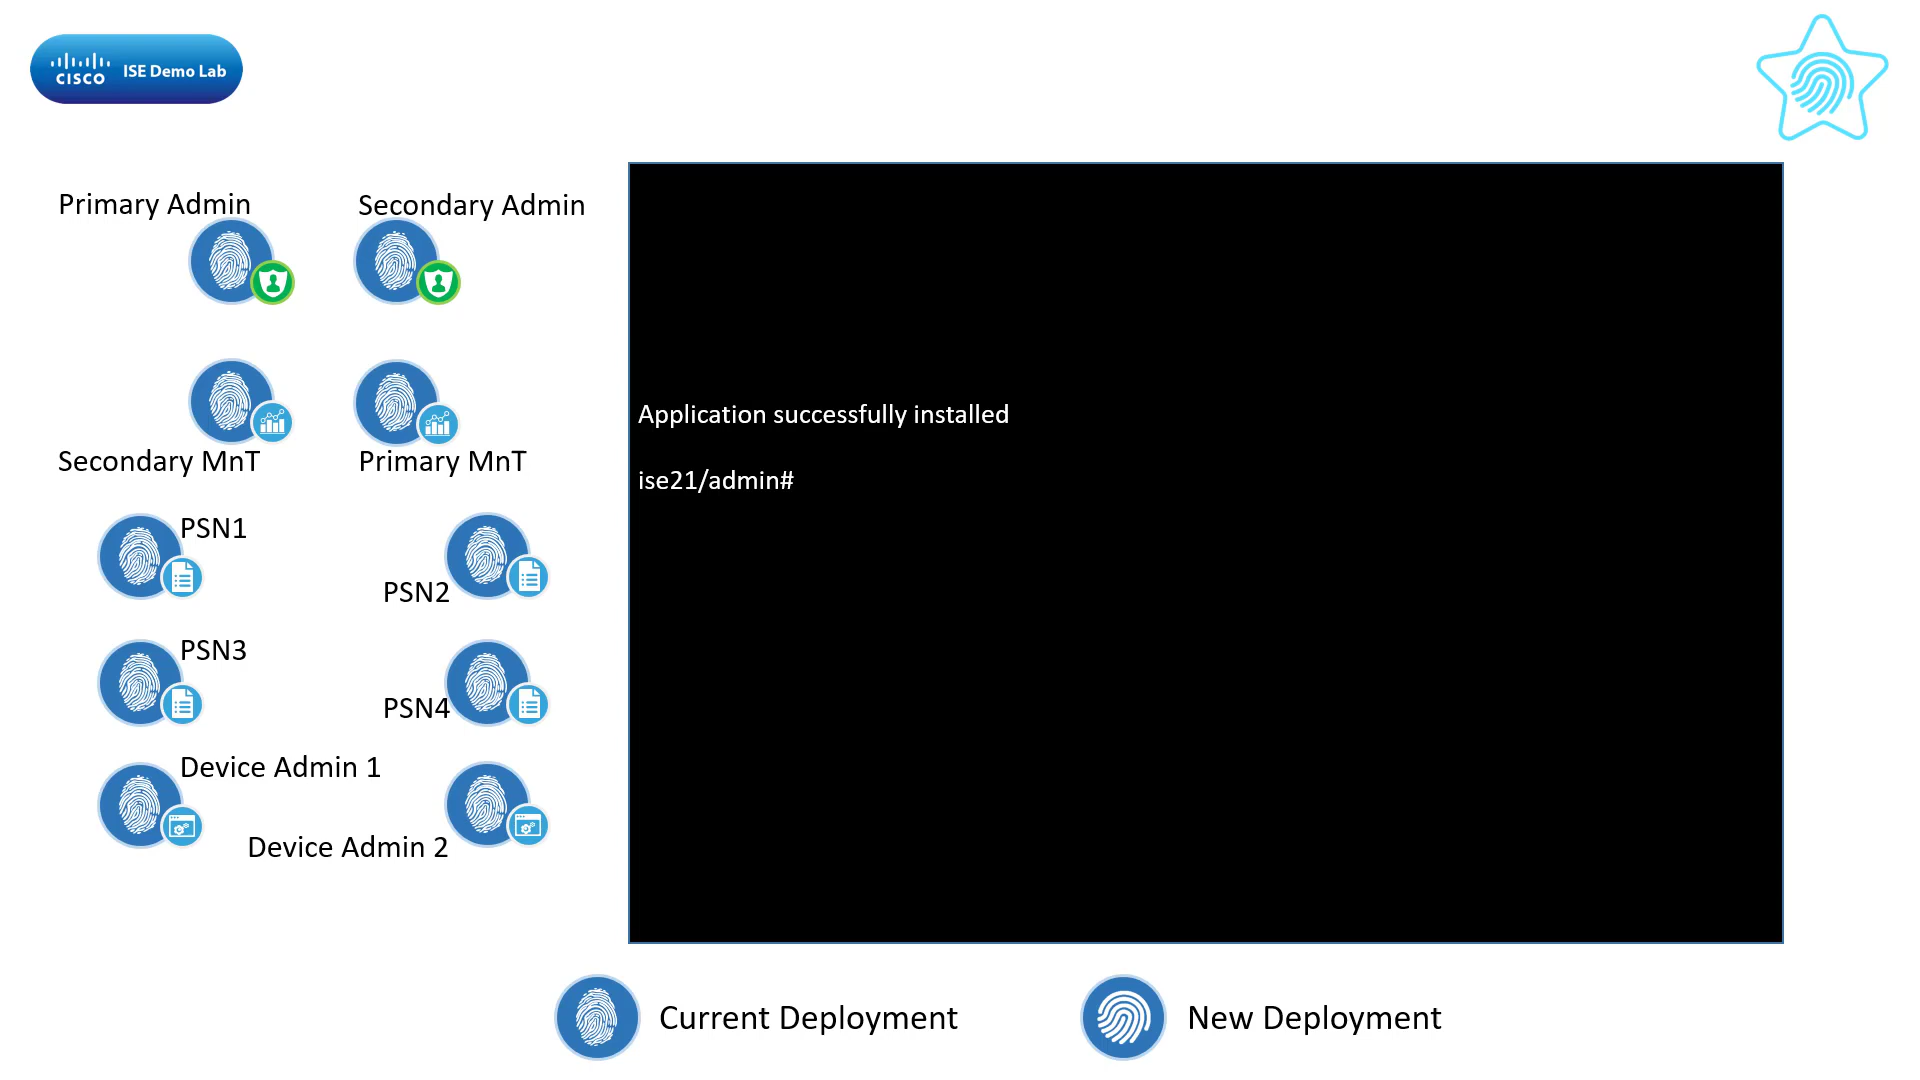 CISCO ISE Demo Lab
Primary Admin
Secondary Admin
Secondary MnT
Primary MnT
PSN1
PSN2
PSN3
PSN4
Device Admin 1
Device Admin 2
Application successfully installed
ise21/admin#
Current Deployment
New Deployment